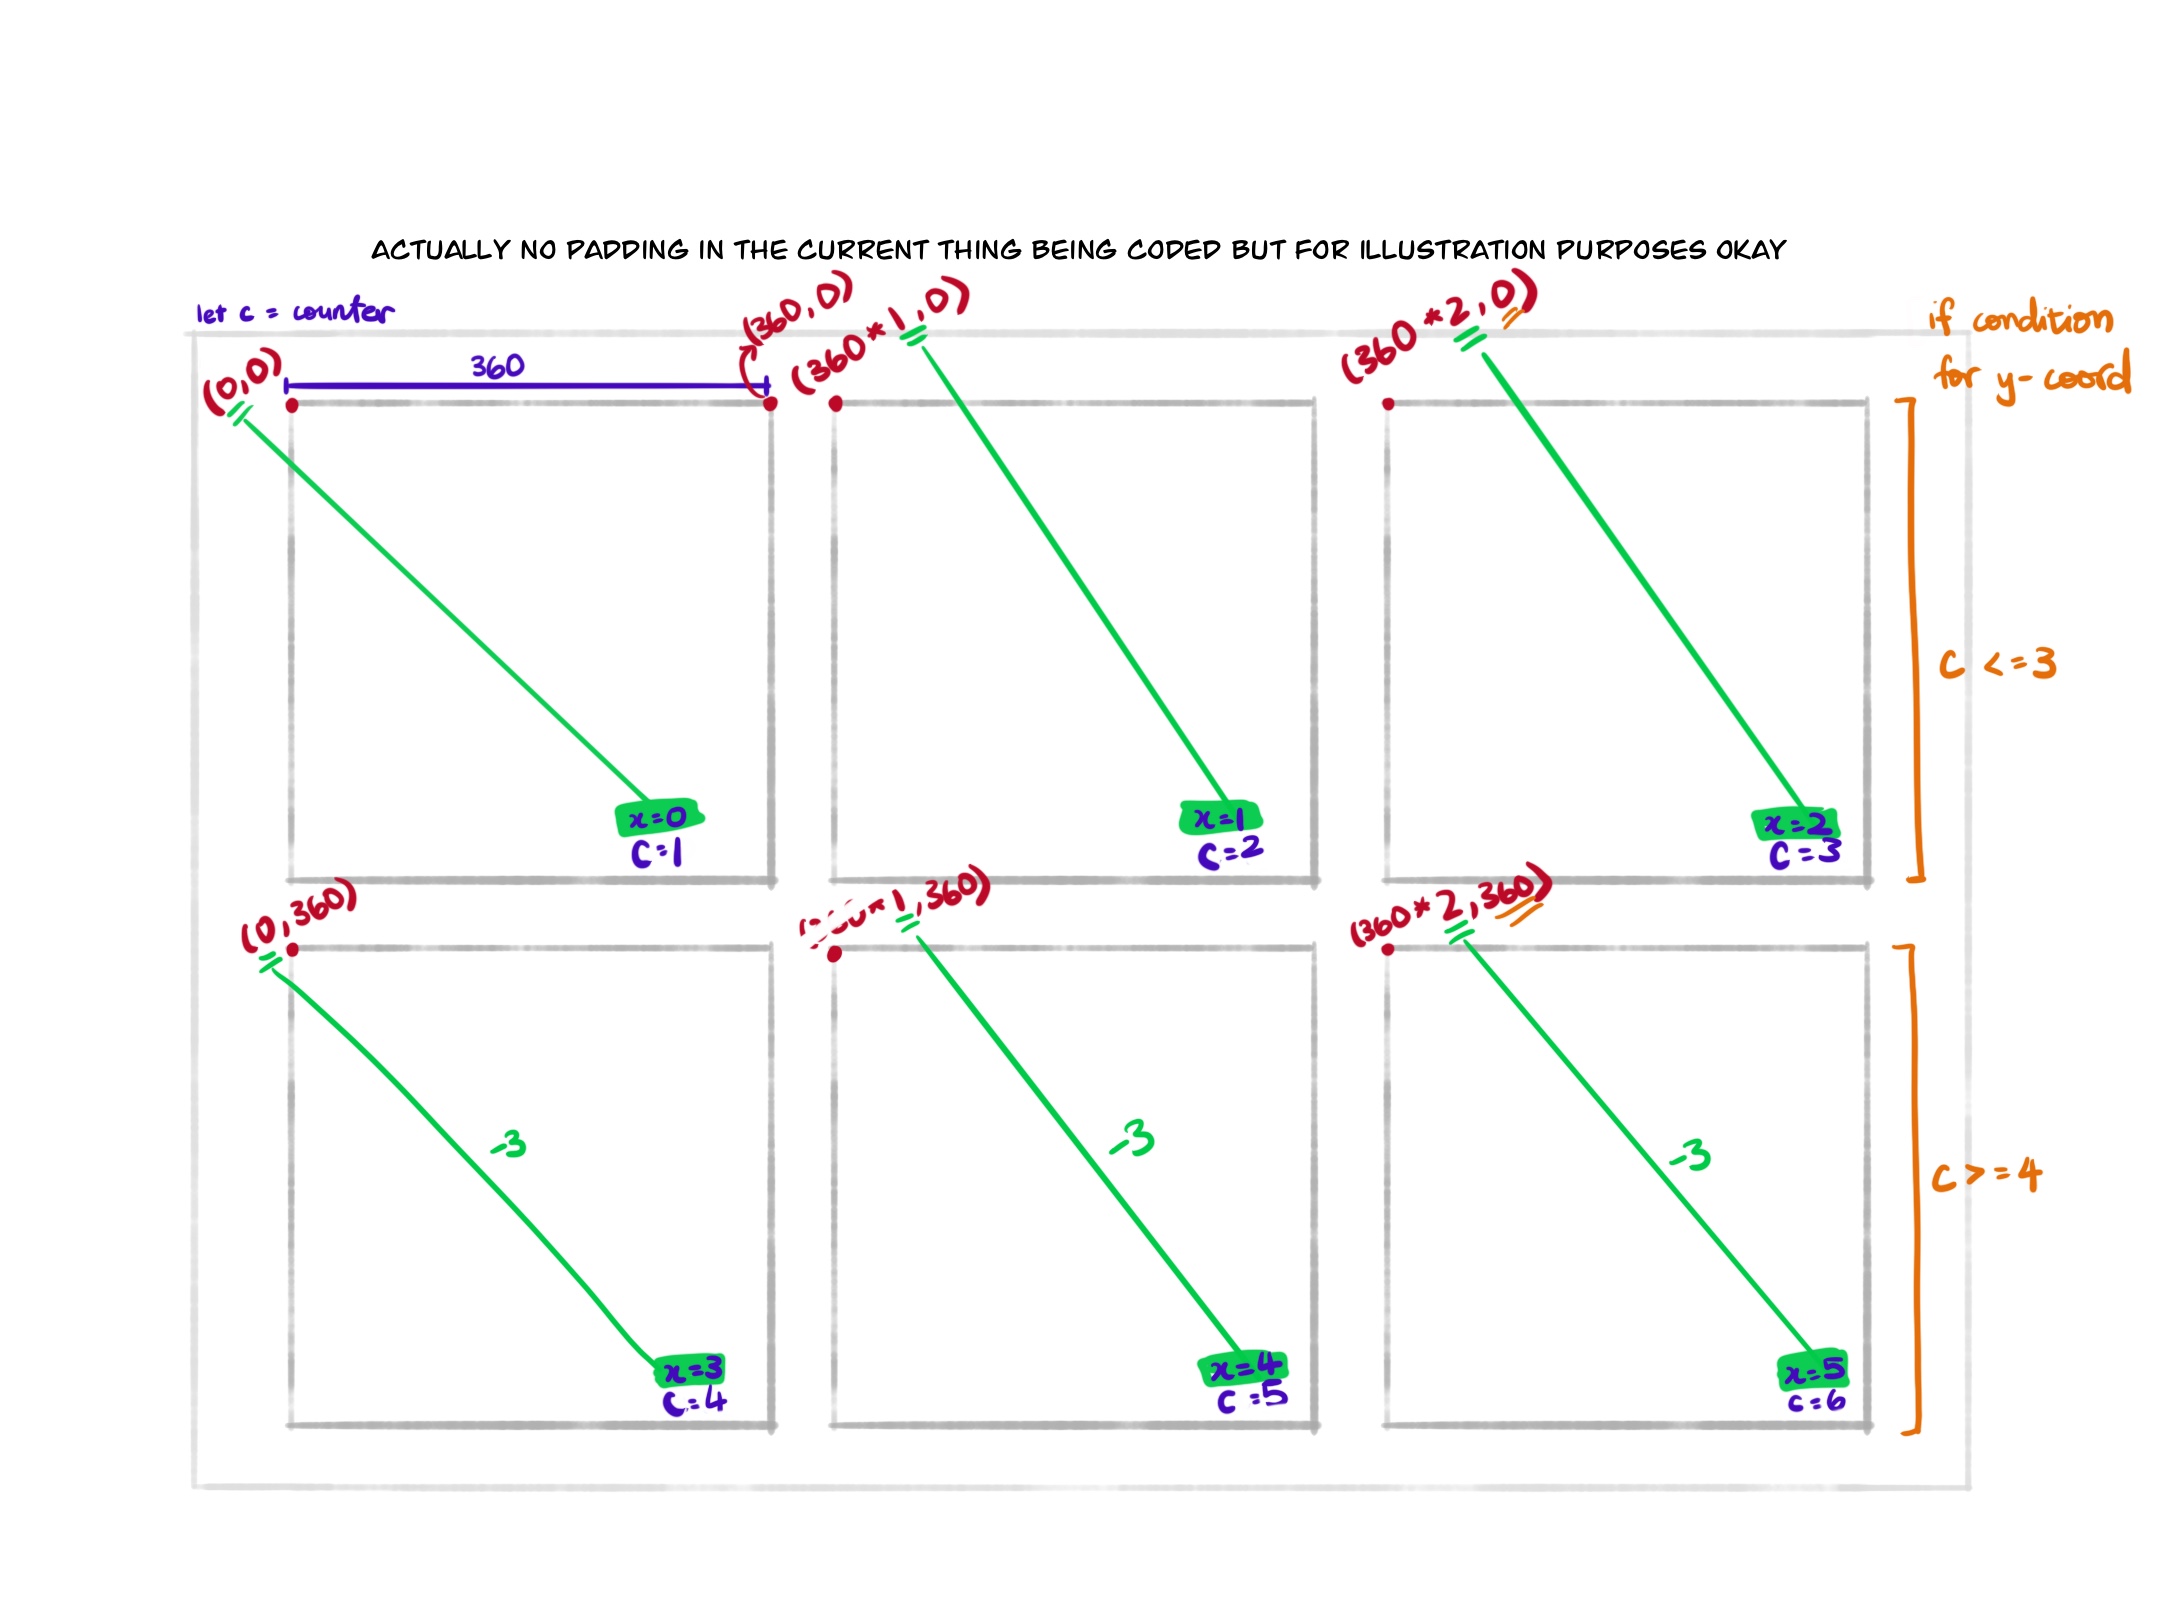 ACTUALLY NO PADDING IN THE CURRENT THING BEING CODED BUT FOR ILLUSTRATION PURPOSES OKAY
let c = counter
if condition
for y-coord
(0,0)
360
(360,0)
(360*1,0)
(360*2,0)
x=0
c=1
x=1
c=2
x=2
c=3
c <=3
(0,360)
*1,360)
(360*2,360)
-3
-3
-3
x=3
c=4
x=4
c=5
x=5
c=6
c >=4